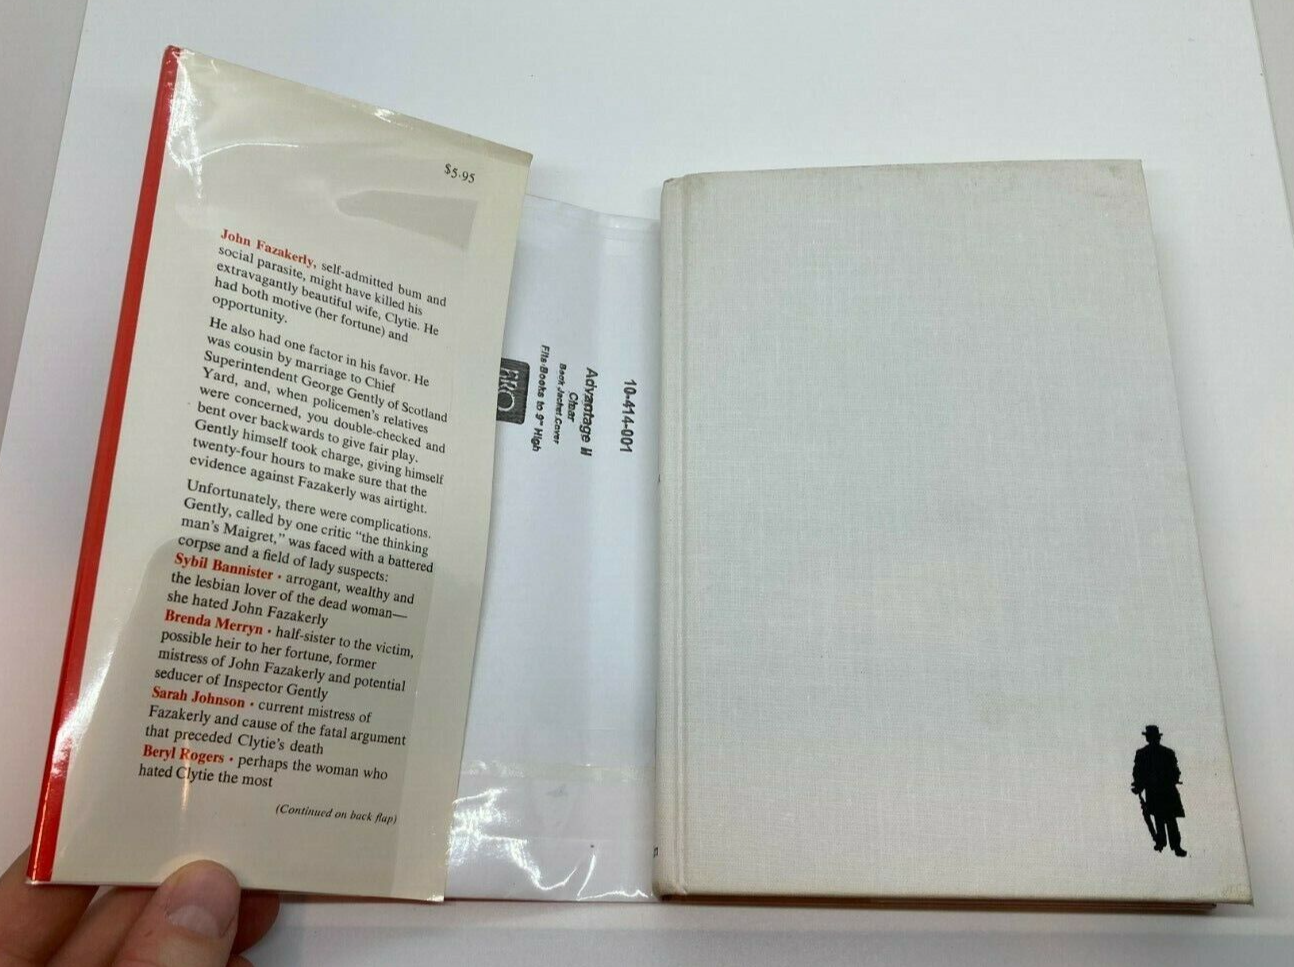 $5.95
John Fazakerly, self-admitted bum and
social parasite, might have killed his
extravagantly beautiful wife, Clytie. He
had both motive (her fortune) and
opportunity.
He also had one factor in his favor. He
was cousin by marriage to Chief
Superintendent George Gently of Scotland
Yard, and, when policemen's relatives
were concerned, you double-checked and
bent over backwards to give fair play.
Gently himself took charge, giving himself
twenty-four hours to make sure that the
evidence against Fazakerly was airtight.
Unfortunately, there were complications.
Gently, called by one critic "the thinking
man's Maigret," was faced with a battered
corpse and a field of lady suspects:
Sybil Bannister • arrogant, wealthy and
the lesbian lover of the dead woman—
she hated John Fazakerly
Brenda Merryn • half-sister to the victim,
possible heir to her fortune, former
mistress of John Fazakerly and potential
seducer of Inspector Gently
Sarah Johnson • current mistress of
Fazakerly and cause of the fatal argument
that preceded Clytie's death
Beryl Rogers • perhaps the woman who
hated Clytie the most
(Continued on back flap)
10-414-001
Advantage II
Clear
Book Jacket Cover
Fits Books to 9" High